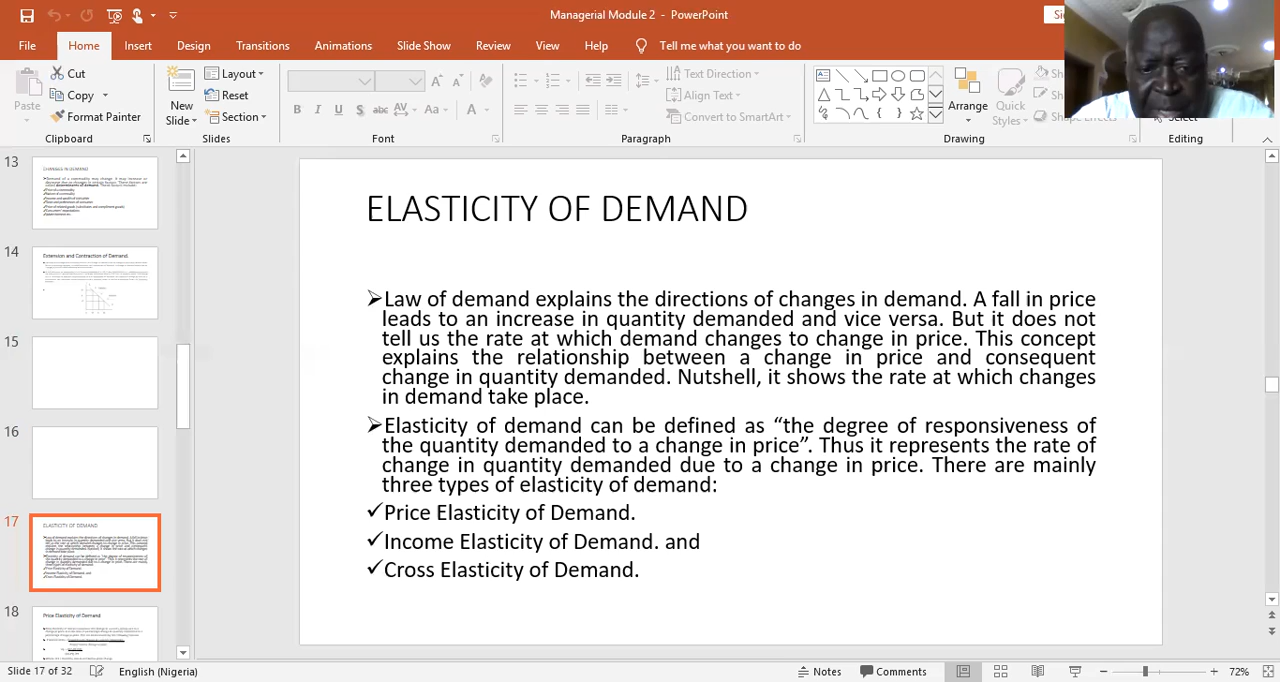 Managerial Module 2 - PowerPoint
File Home Insert Design Transitions Animations Slide Show Review View Help Tell me what you want to do
Paste
Cut
Copy
Format Painter
Clipboard
New
Slide
Layout
Reset
Section
Slides
B I U S abc AV Aa A
Font
Text Direction
Align Text
Convert to SmartArt
Paragraph
Arrange
Quick
Styles
Drawing
Select
Editing
13
CHANGES IN DEMAND
14
Extension and Contraction of Demand.
15
16
17
ELASTICITY OF DEMAND
18
Price Elasticity of Demand
ELASTICITY OF DEMAND
➢Law of demand explains the directions of changes in demand. A fall in price
leads to an increase in quantity demanded and vice versa. But it does not
tell us the rate at which demand changes to change in price. This concept
explains the relationship between a change in price and consequent
change in quantity demanded. Nutshell, it shows the rate at which changes
in demand take place.
➢Elasticity of demand can be defined as “the degree of responsiveness of
the quantity demanded to a change in price”. Thus it represents the rate of
change in quantity demanded due to a change in price. There are mainly
three types of elasticity of demand:
✓Price Elasticity of Demand.
✓Income Elasticity of Demand. and
✓Cross Elasticity of Demand.
Slide 17 of 32 English (Nigeria) Notes Comments 72%